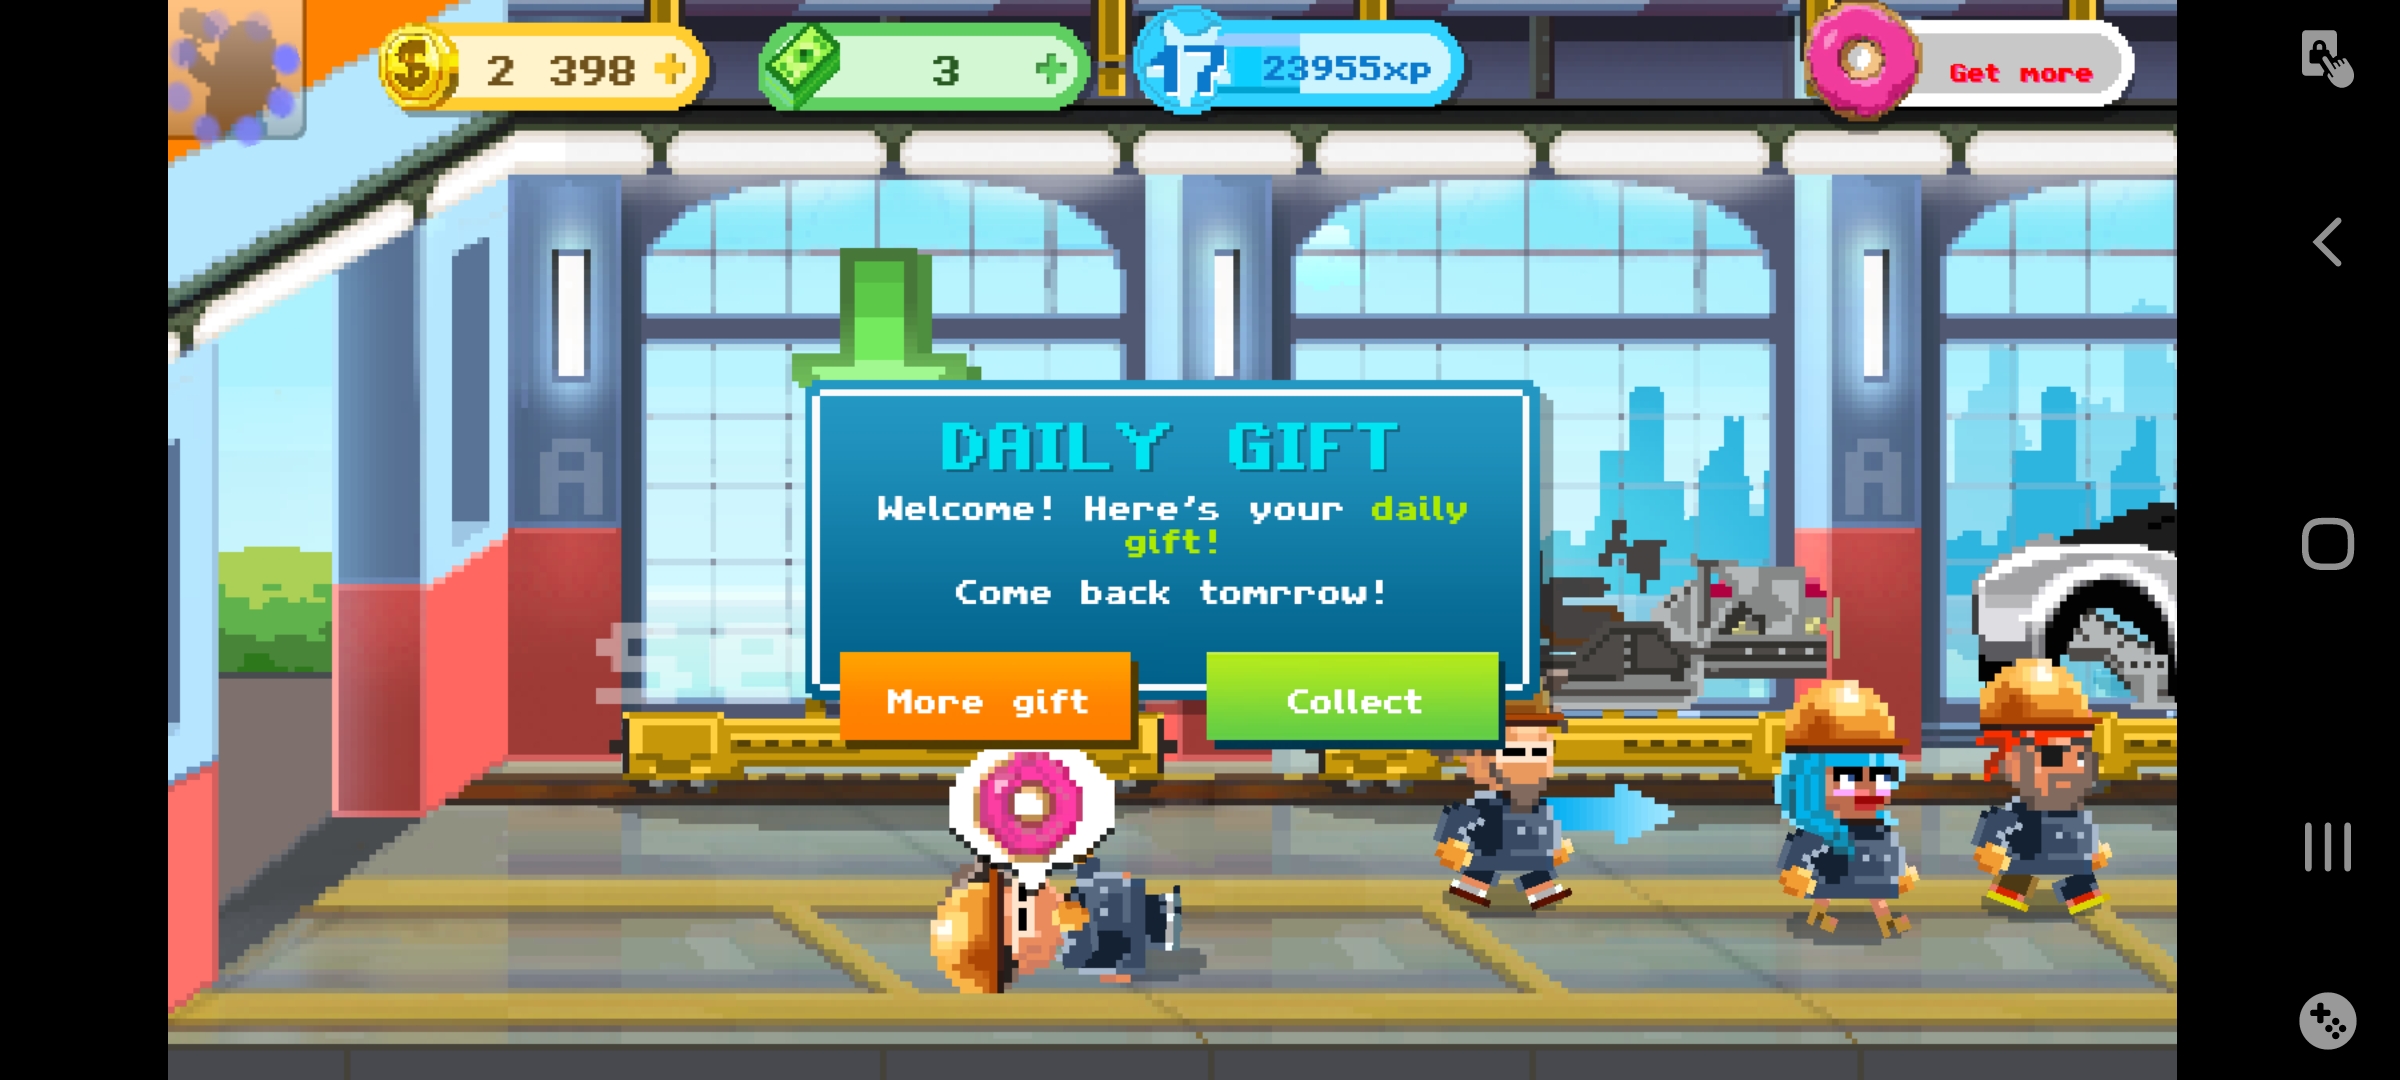 2 398 +
3 +
17 23955xp
Get more
A
A
DAILY GIFT
Welcome! Here's your daily
gift!
Come back tomrrow!
Se
More gift
Collect